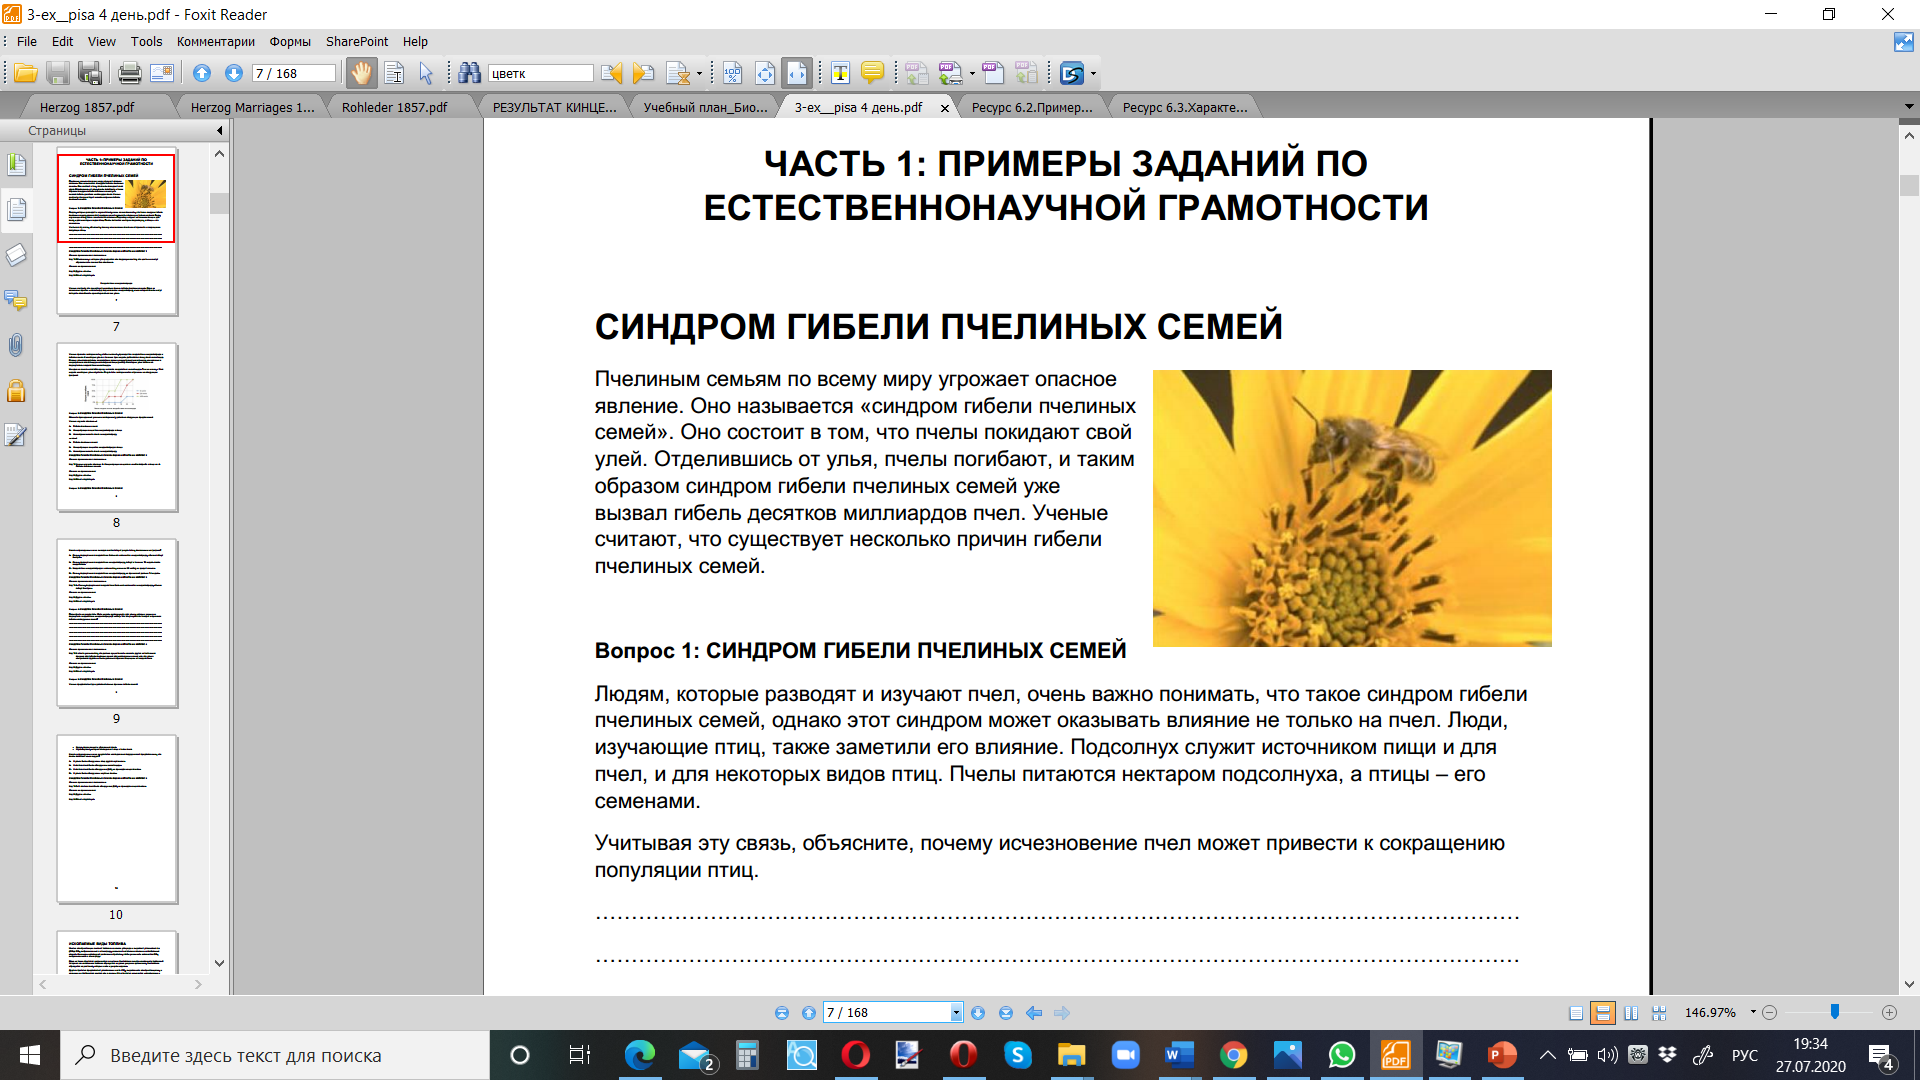 3-ex__pisa 4 день.pdf - Foxit Reader
File Edit View Tools Комментарии Формы SharePoint Help
7 / 168 цветк
Herzog 1857.pdf Herzog Marriages 1... Rohleder 1857.pdf РЕЗУЛЬТАТ КИНЦЕ... Учебный план_Био... 3-ex__pisa 4 день.pdf Ресурс 6.2.Пример... Ресурс 6.3.Характе...
Страницы
7
8
9
10
ЧАСТЬ 1: ПРИМЕРЫ ЗАДАНИЙ ПО
ЕСТЕСТВЕННОНАУЧНОЙ ГРАМОТНОСТИ
СИНДРОМ ГИБЕЛИ ПЧЕЛИНЫХ СЕМЕЙ
Пчелиным семьям по всему миру угрожает опасное
явление. Оно называется «синдром гибели пчелиных
семей». Оно состоит в том, что пчелы покидают свой
улей. Отделившись от улья, пчелы погибают, и таким
образом синдром гибели пчелиных семей уже
вызвал гибель десятков миллиардов пчел. Ученые
считают, что существует несколько причин гибели
пчелиных семей.
Вопрос 1: СИНДРОМ ГИБЕЛИ ПЧЕЛИНЫХ СЕМЕЙ
Людям, которые разводят и изучают пчел, очень важно понимать, что такое синдром гибели
пчелиных семей, однако этот синдром может оказывать влияние не только на пчел. Люди,
изучающие птиц, также заметили его влияние. Подсолнух служит источником пищи и для
пчел, и для некоторых видов птиц. Пчелы питаются нектаром подсолнуха, а птицы – его
семенами.
Учитывая эту связь, объясните, почему исчезновение пчел может привести к сокращению
популяции птиц.
7 / 168
146.97%
Введите здесь текст для поиска
2
РУС
19:34
27.07.2020
4